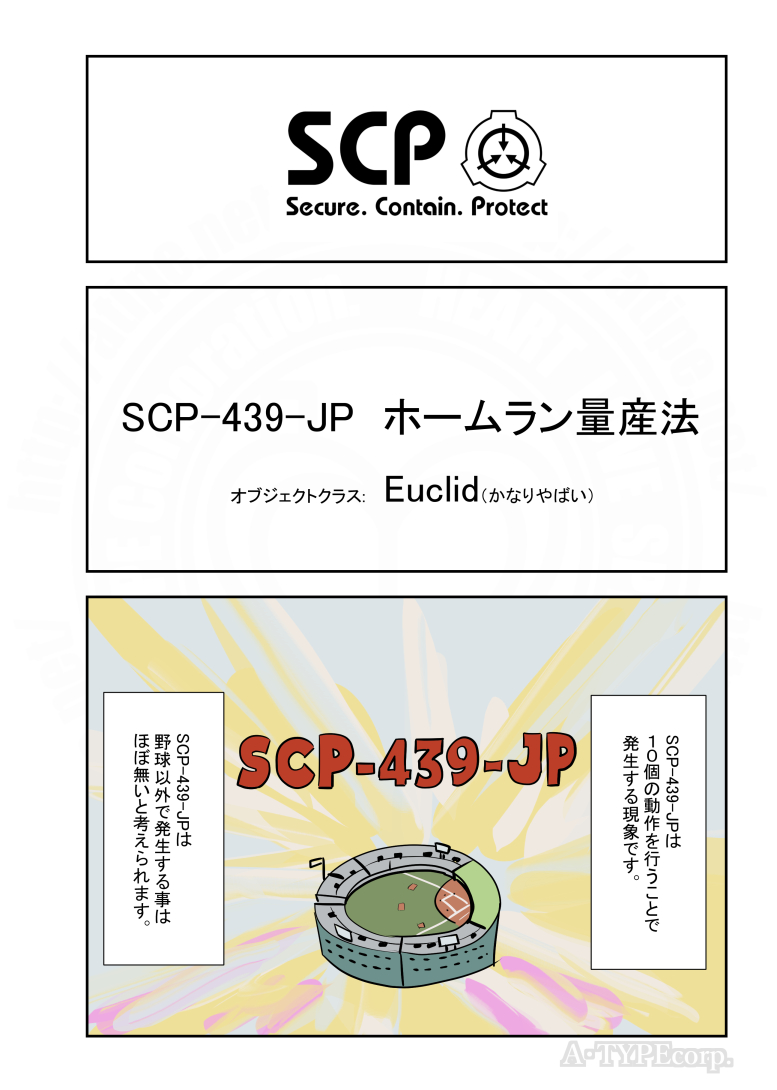 SCP
Secure. Contain. Protect
SCP-439-JP ホームラン量産法
オブジェクトクラス: Euclid(かなりやばい)
SCP-439-JPは
10個の動作を行うことで
発生する現象です。
SCP-439-JP
SCP-439-JPは
野球以外で発生する事は
ほぼ無いと考えられます。
A-TYPEcorp.